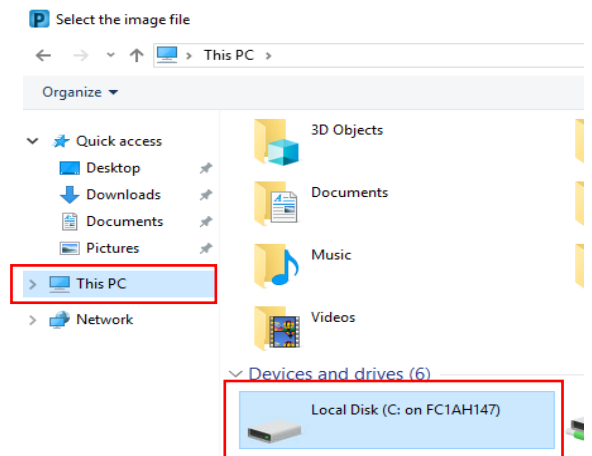 Select the image file
This PC
Organize
Quick access
Desktop
Downloads
Documents
Pictures
This PC
Network
3D Objects
Documents
Music
Videos
Devices and drives (6)
Local Disk (C: on FC1AH147)